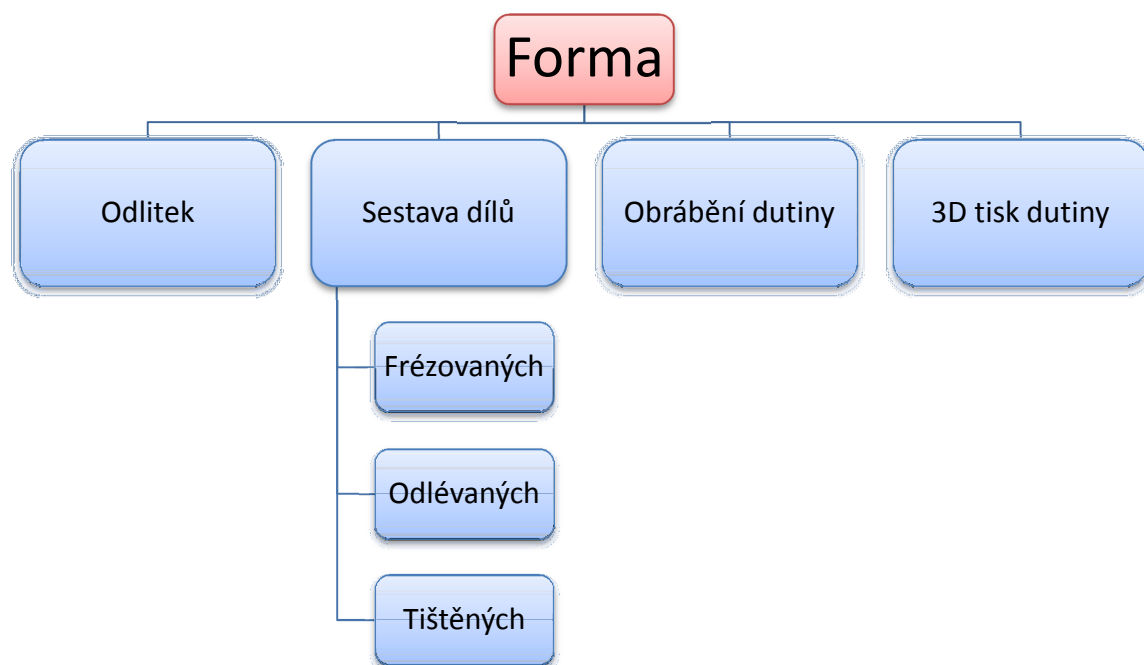 Forma
Odlitek
Sestava dílů
Obrábění dutiny
3D tisk dutiny
Frézovaných
Odlévaných
Tištěných